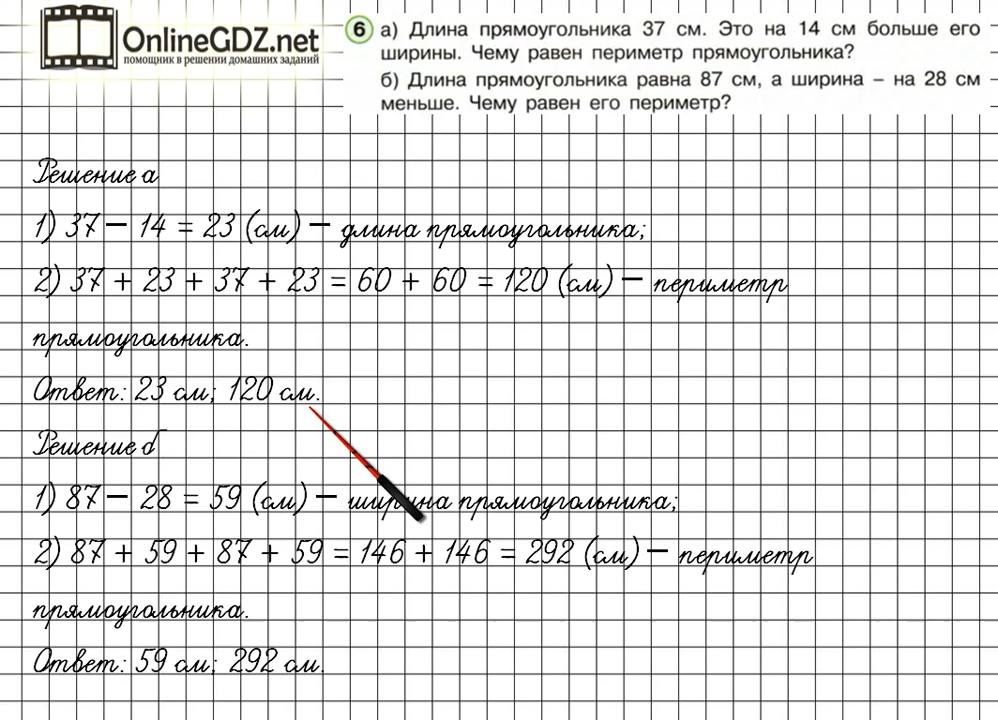 OnlineGDZ.net
помощник в решении домашних заданий
6 а) Длина прямоугольника 37 см. Это на 14 см больше его
ширины. Чему равен периметр прямоугольника?
б) Длина прямоугольника равна 87 см, а ширина – на 28 см
меньше. Чему равен его периметр?
Решение а
1) 37 – 14 = 23 (см) – длина прямоугольника;
2) 37 + 23 + 37 + 23 = 60 + 60 = 120 (см) – периметр
прямоугольника.
Ответ: 23 см; 120 см.
Решение б
1) 87 – 28 = 59 (см) – ширина прямоугольника;
2) 87 + 59 + 87 + 59 = 146 + 146 = 292 (см) – периметр
прямоугольника.
Ответ: 59 см; 292 см.